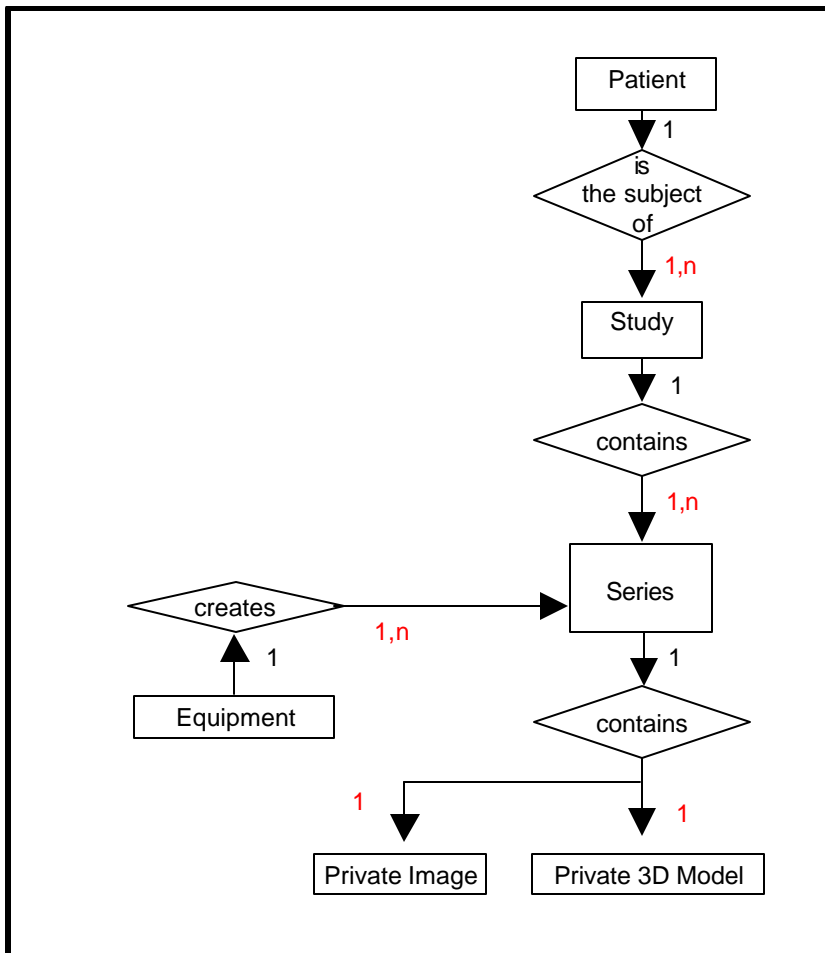 Patient
1
is
the subject
of
1,n
Study
1
contains
1,n
Series
creates
1,n
1
Equipment
1
contains
1
1
Private Image
Private 3D Model